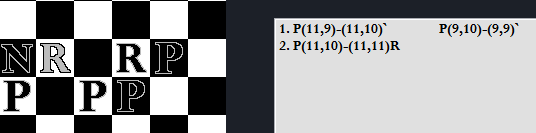 N R R P
P P P
1. P(11,9)-(11,10)` P(9,10)-(9,9)`
2. P(11,10)-(11,11)R